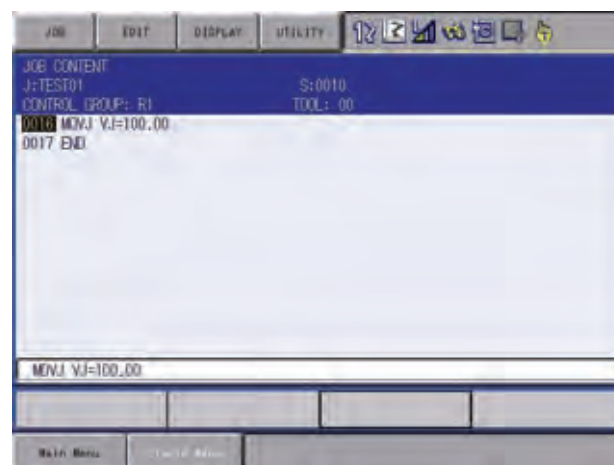 JOB EDIT DISPLAY UTILITY
JOB CONTENT
J:TEST01 S:0010
CONTROL GROUP: R1 TOOL: 00
0016 MOVJ VJ=100.00
0017 END
MOVJ VJ=100.00
Main Menu